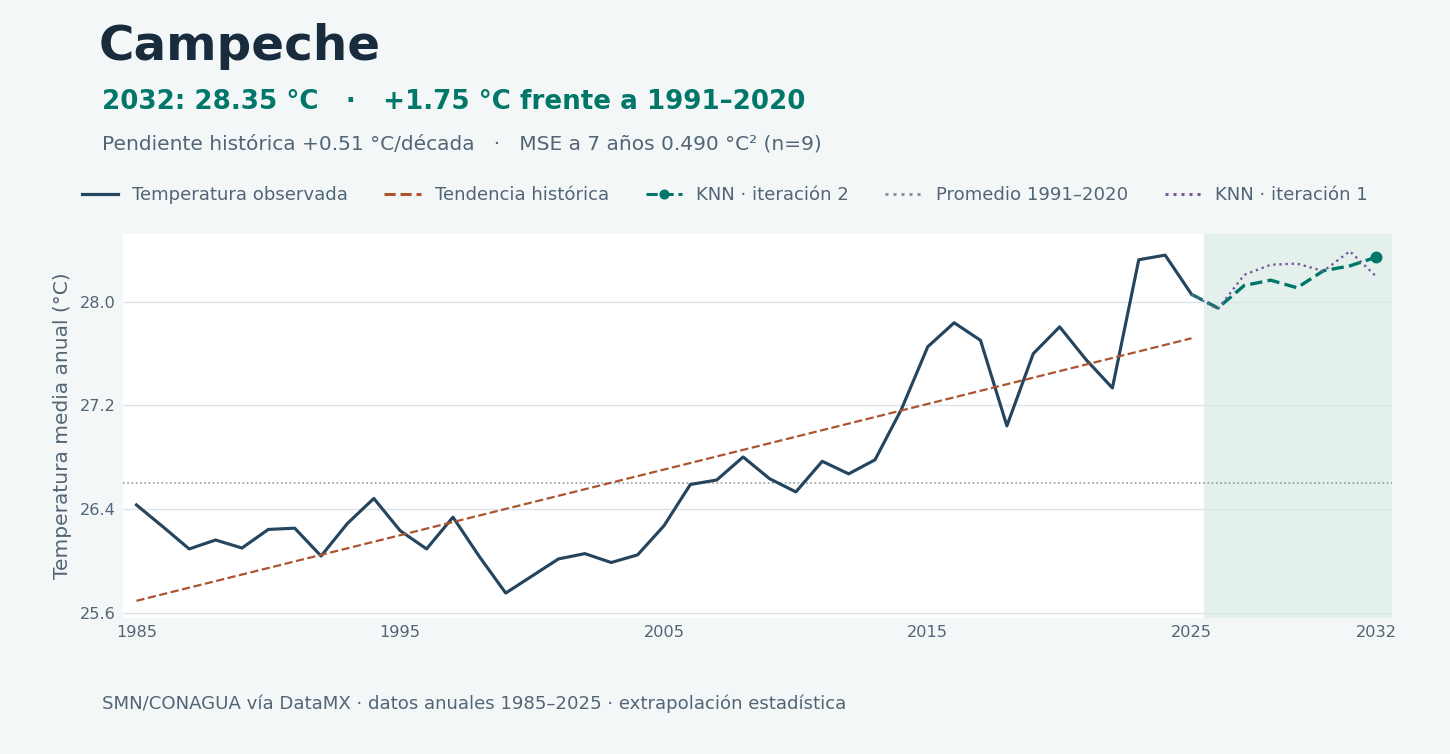 Campeche
2032: 28.35 °C · +1.75 °C frente a 1991–2020
Pendiente histórica +0.51 °C/década · MSE a 7 años 0.490 °C² (n=9)
Temperatura observada Tendencia histórica KNN · iteración 2 Promedio 1991–2020 KNN · iteración 1
Temperatura media anual (°C)
28.0
27.2
26.4
25.6
1985 1995 2005 2015 2025 2032
SMN/CONAGUA vía DataMX · datos anuales 1985–2025 · extrapolación estadística